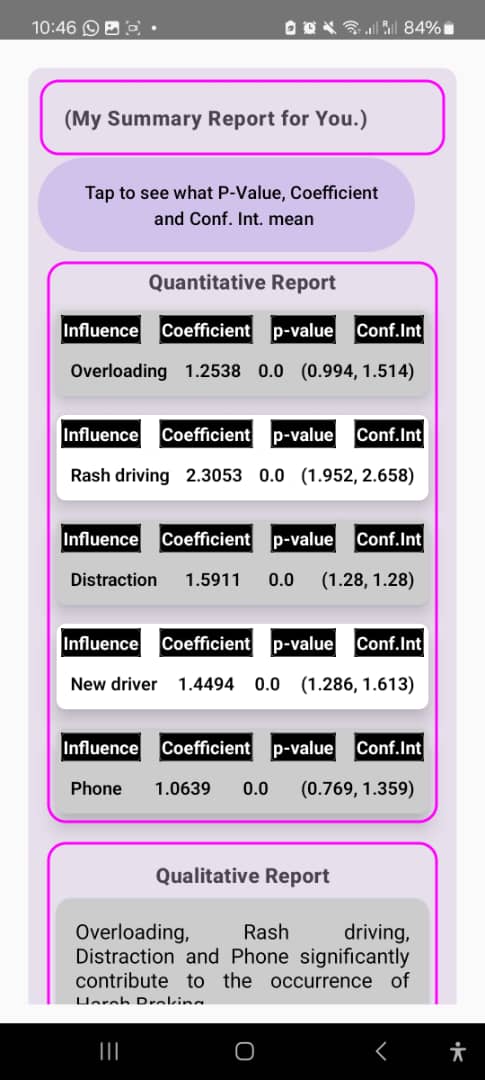 10:46 84%
(My Summary Report for You.)
Tap to see what P-Value, Coefficient
and Conf. Int. mean
Quantitative Report
Influence Coefficient p-value Conf.Int
Overloading 1.2538 0.0 (0.994, 1.514)
Influence Coefficient p-value Conf.Int
Rash driving 2.3053 0.0 (1.952, 2.658)
Influence Coefficient p-value Conf.Int
Distraction 1.5911 0.0 (1.28, 1.28)
Influence Coefficient p-value Conf.Int
New driver 1.4494 0.0 (1.286, 1.613)
Influence Coefficient p-value Conf.Int
Phone 1.0639 0.0 (0.769, 1.359)
Qualitative Report
Overloading, Rash driving,
Distraction and Phone significantly
contribute to the occurrence of
Harsh Braking